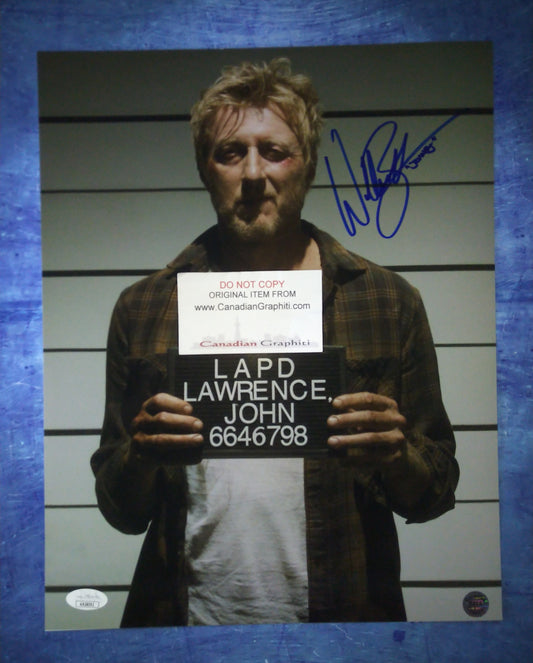 DO NOT COPY
ORIGINAL ITEM FROM
www.CanadianGraphiti.com
Canadian Graphiti
LAPD
LAWRENCE,
JOHN
6646798